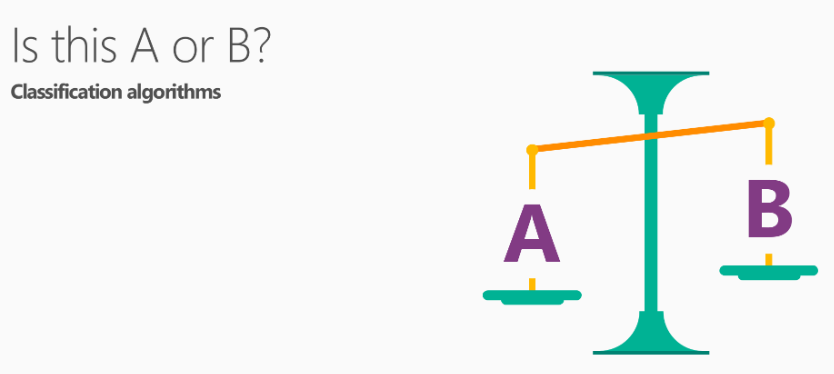 Is this A or B?
Classification algorithms
A
B